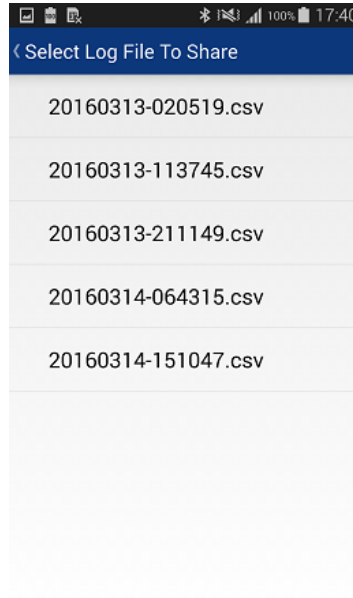 100% 17:40
Select Log File To Share
20160313-020519.csv
20160313-113745.csv
20160313-211149.csv
20160314-064315.csv
20160314-151047.csv